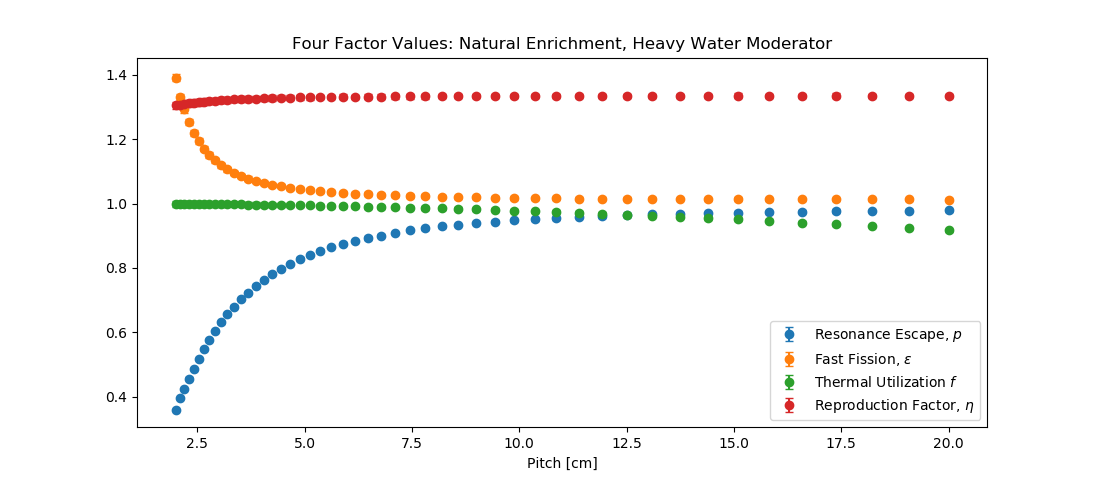 Four Factor Values: Natural Enrichment, Heavy Water Moderator
1.4
1.2
1.0
0.8
0.6
0.4
2.5 5.0 7.5 10.0 12.5 15.0 17.5 20.0
Pitch [cm]
Resonance Escape, p
Fast Fission, ε
Thermal Utilization f
Reproduction Factor, η